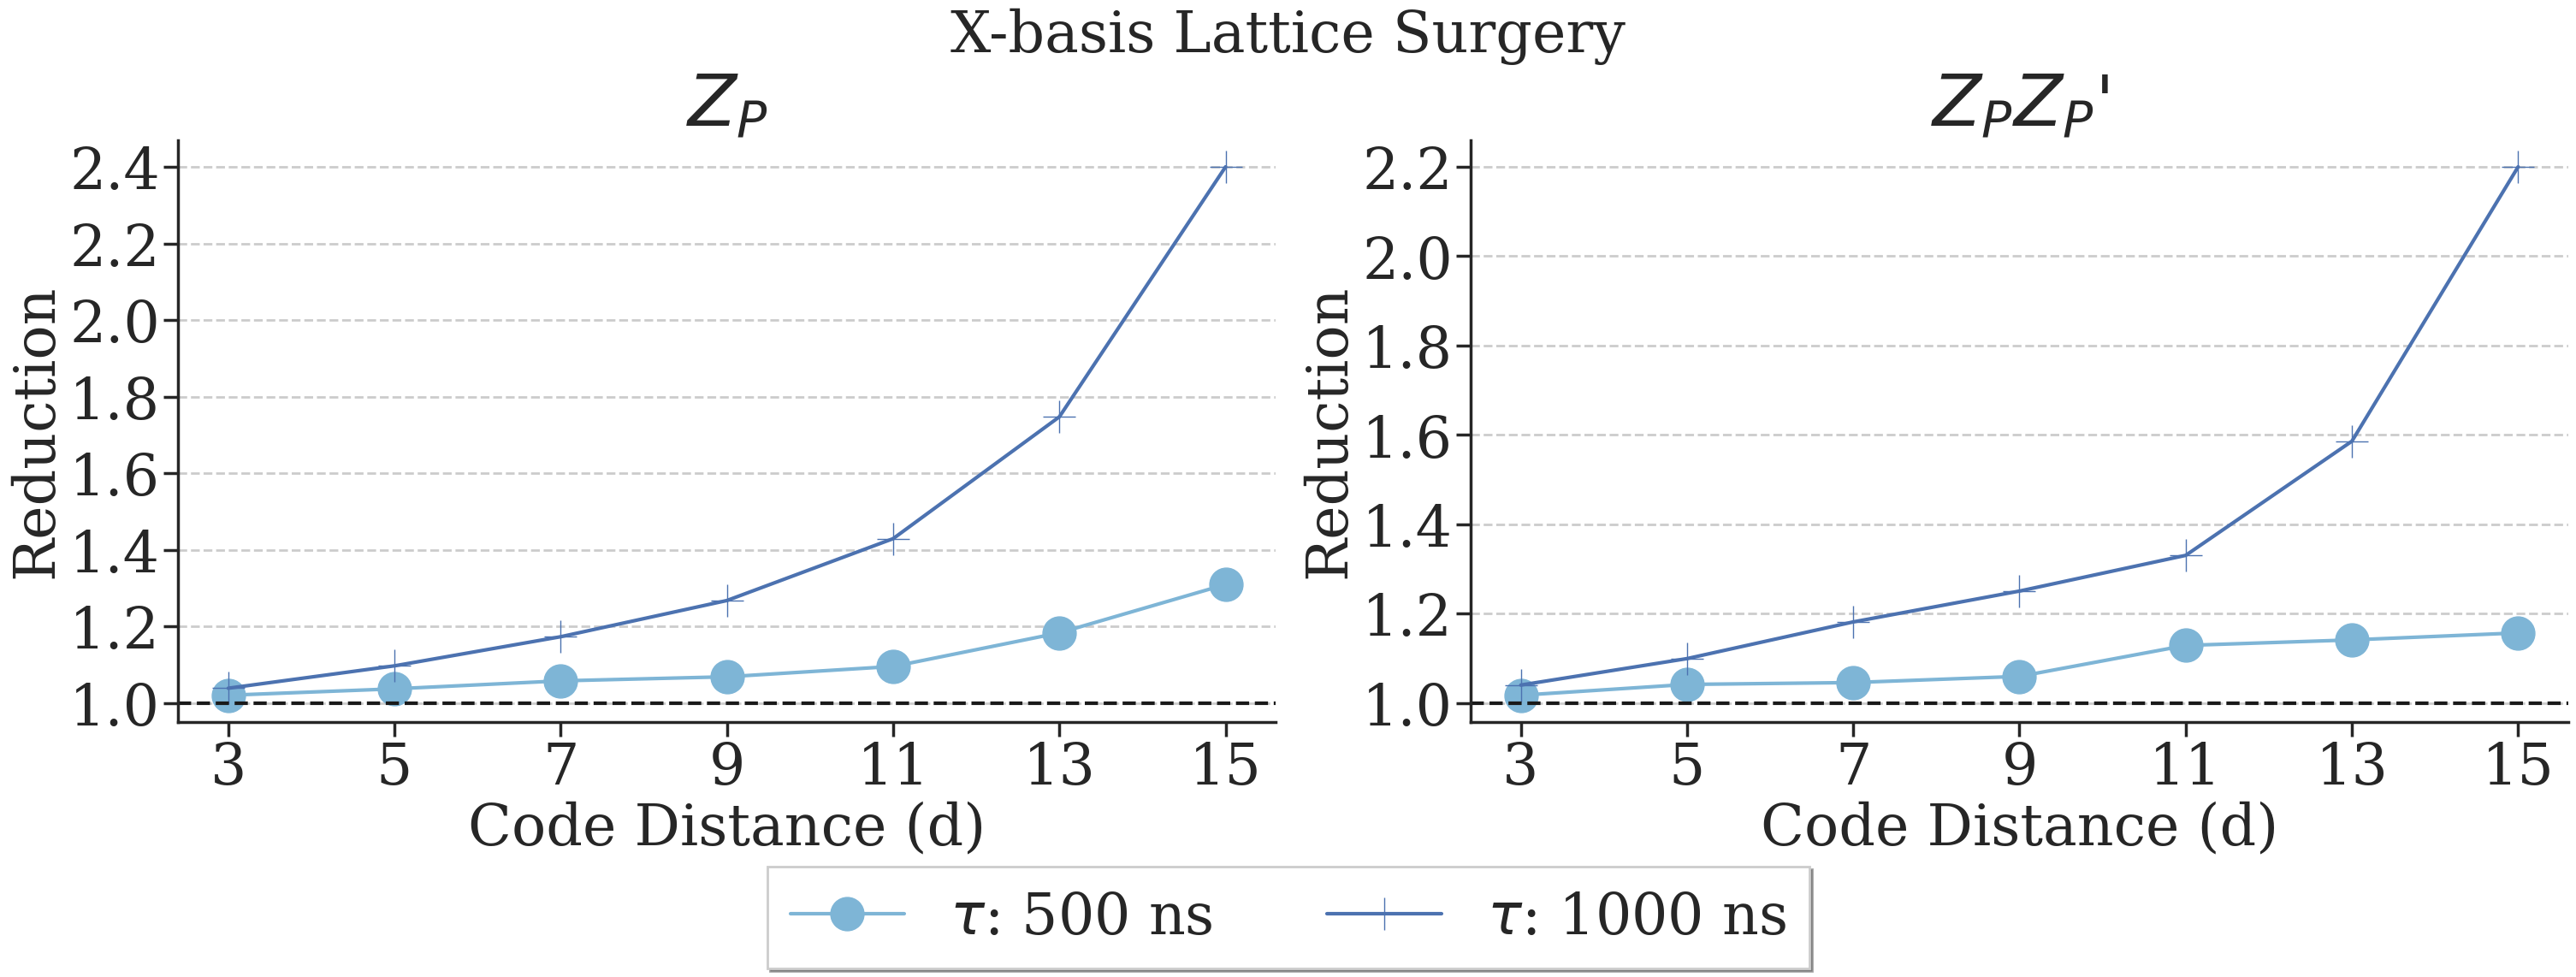 X-basis Lattice Surgery
Z_P
Z_PZ_P'
Reduction
2.4
2.2
2.0
1.8
1.6
1.4
1.2
1.0
3 5 7 9 11 13 15
Code Distance (d)
Reduction
2.2
2.0
1.8
1.6
1.4
1.2
1.0
3 5 7 9 11 13 15
Code Distance (d)
τ: 500 ns
τ: 1000 ns